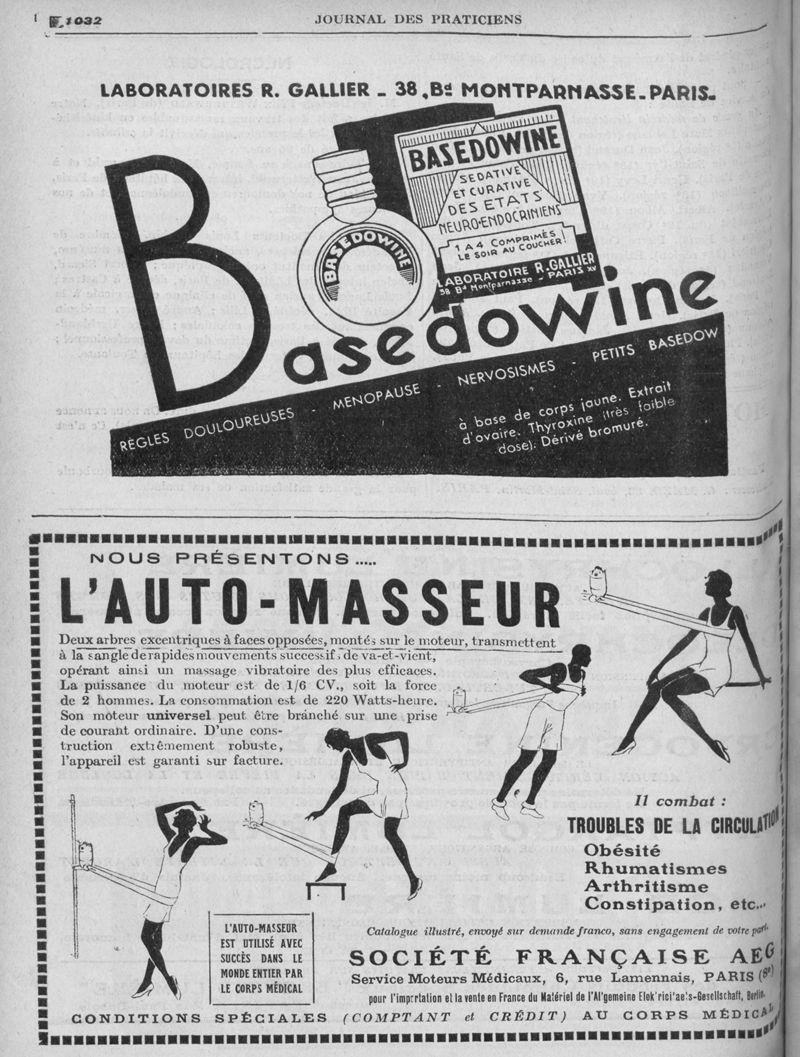 1032
JOURNAL DES PRATICIENS
LABORATOIRES R. GALLIER - 38, Bd MONTPARNASSE - PARIS -
BASEDOWINE
SEDATIVE
ET CURATIVE
DES ETATS
NEURO-ENDOCRINIENS
1 A 4 COMPRIMÉS
LE SOIR AU COUCHER!
LABORATOIRE R. GALLIER
38 Bd Montparnasse - PARIS XV
BASEDOWINE
Basedowine
RÈGLES DOULOUREUSES - MENOPAUSE - NERVOSISMES - PETITS BASEDOW
à base de corps jaune. Extrait
d'ovaire. Thyroxine (très faible
dose). Dérivé bromuré.
NOUS PRÉSENTONS.....
L'AUTO-MASSEUR
Deux arbres excentriques à faces opposées, montés sur le moteur, transmettent
à la sangle de rapides mouvements successifs de va-et-vient,
opérant ainsi un massage vibratoire des plus efficaces.
La puissance du moteur est de 1/6 CV., soit la force
de 2 hommes. La consommation est de 220 Watts-heure.
Son moteur universel peut être branché sur une prise
de courant ordinaire. D'une cons-
truction extrêmement robuste,
l'appareil est garanti sur facture.
Il combat :
TROUBLES DE LA CIRCULATION
Obésité
Rhumatismes
Arthritisme
Constipation, etc...
L'AUTO-MASSEUR
EST UTILISÉ AVEC
SUCCÈS DANS LE
MONDE ENTIER PAR
LE CORPS MÉDICAL
Catalogue illustré, envoyé sur demande franco, sans engagement de votre part.
SOCIÉTÉ FRANÇAISE AEG
Service Moteurs Médicaux, 6, rue Lamennais, PARIS (8e)
pour l'importation et la vente en France du Matériel de l'Al'gemeine Elek'rici'ae's-Gesellschaft, Berlin.
CONDITIONS SPÉCIALES (COMPTANT et CRÉDIT) AU CORPS MÉDICAL